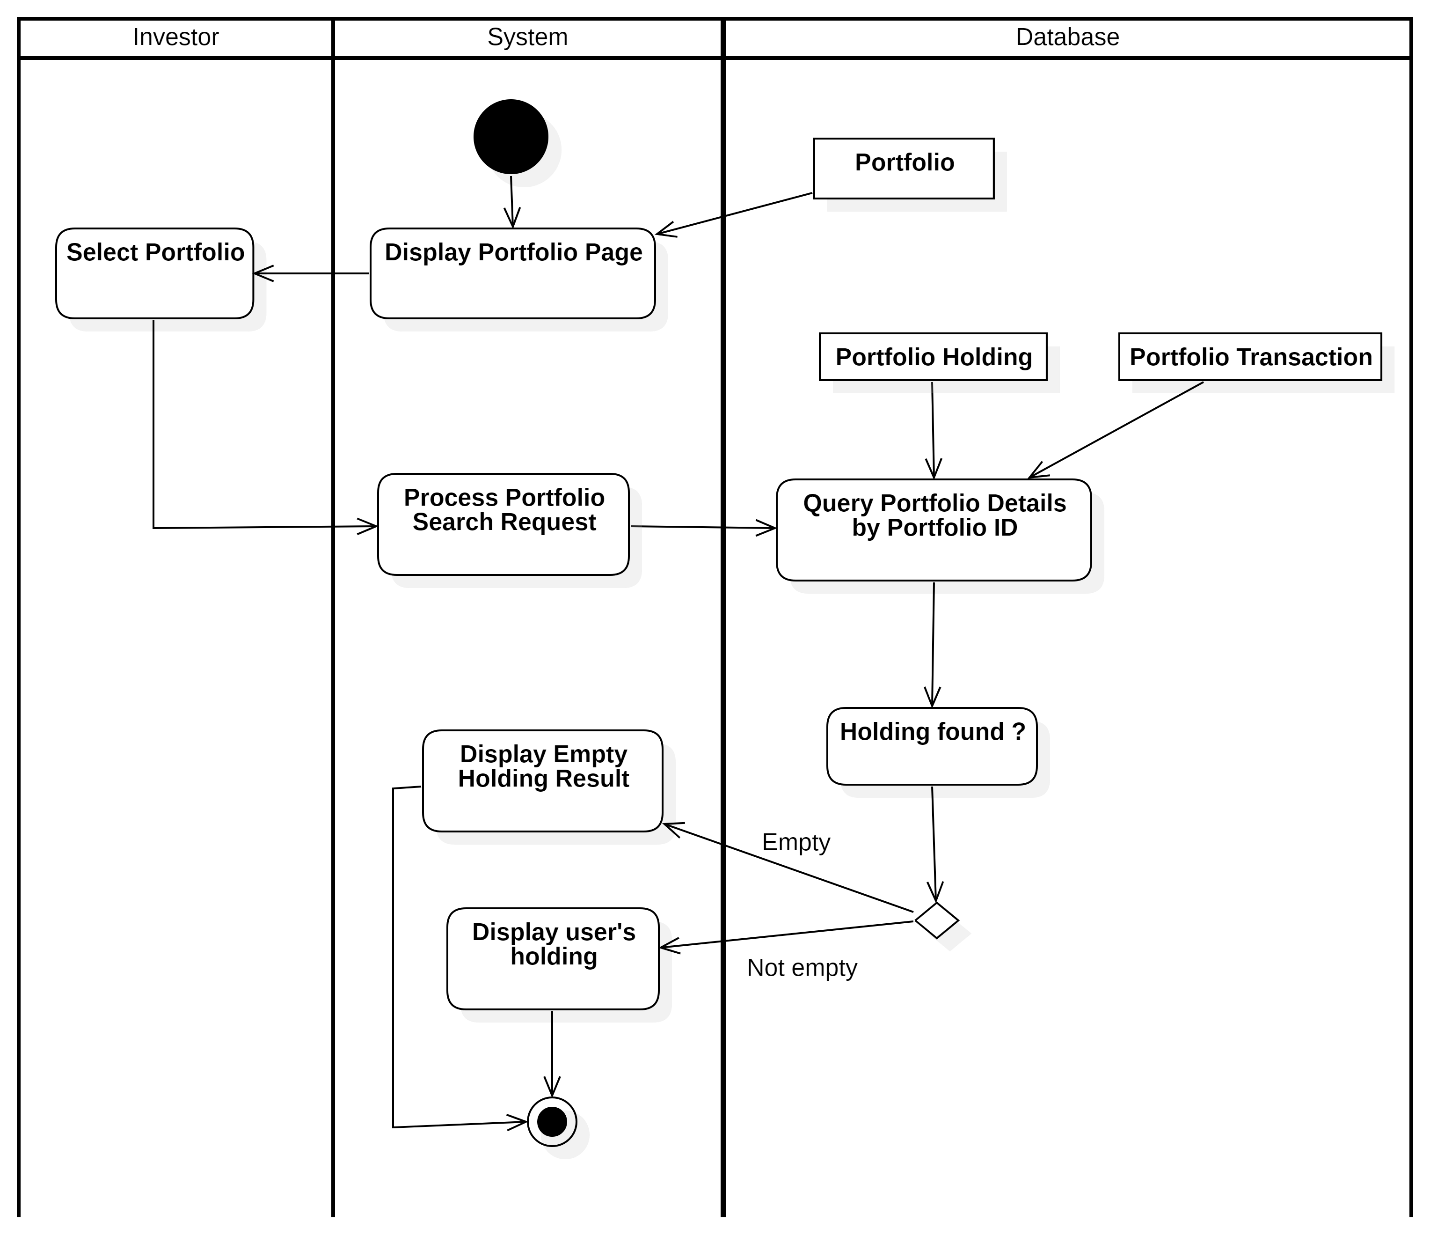 Investor
System
Database
Portfolio
Select Portfolio
Display Portfolio Page
Portfolio Holding
Portfolio Transaction
Process Portfolio
Search Request
Query Portfolio Details
by Portfolio ID
Holding found ?
Display Empty
Holding Result
Empty
Display user's
holding
Not empty